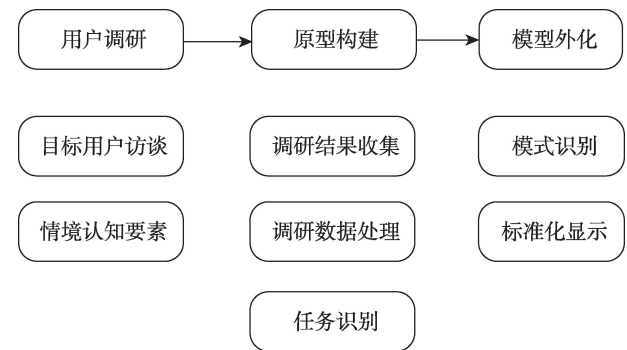 用户调研
原型构建
模型外化
目标用户访谈
调研结果收集
模式识别
情境认知要素
调研数据处理
标准化显示
任务识别